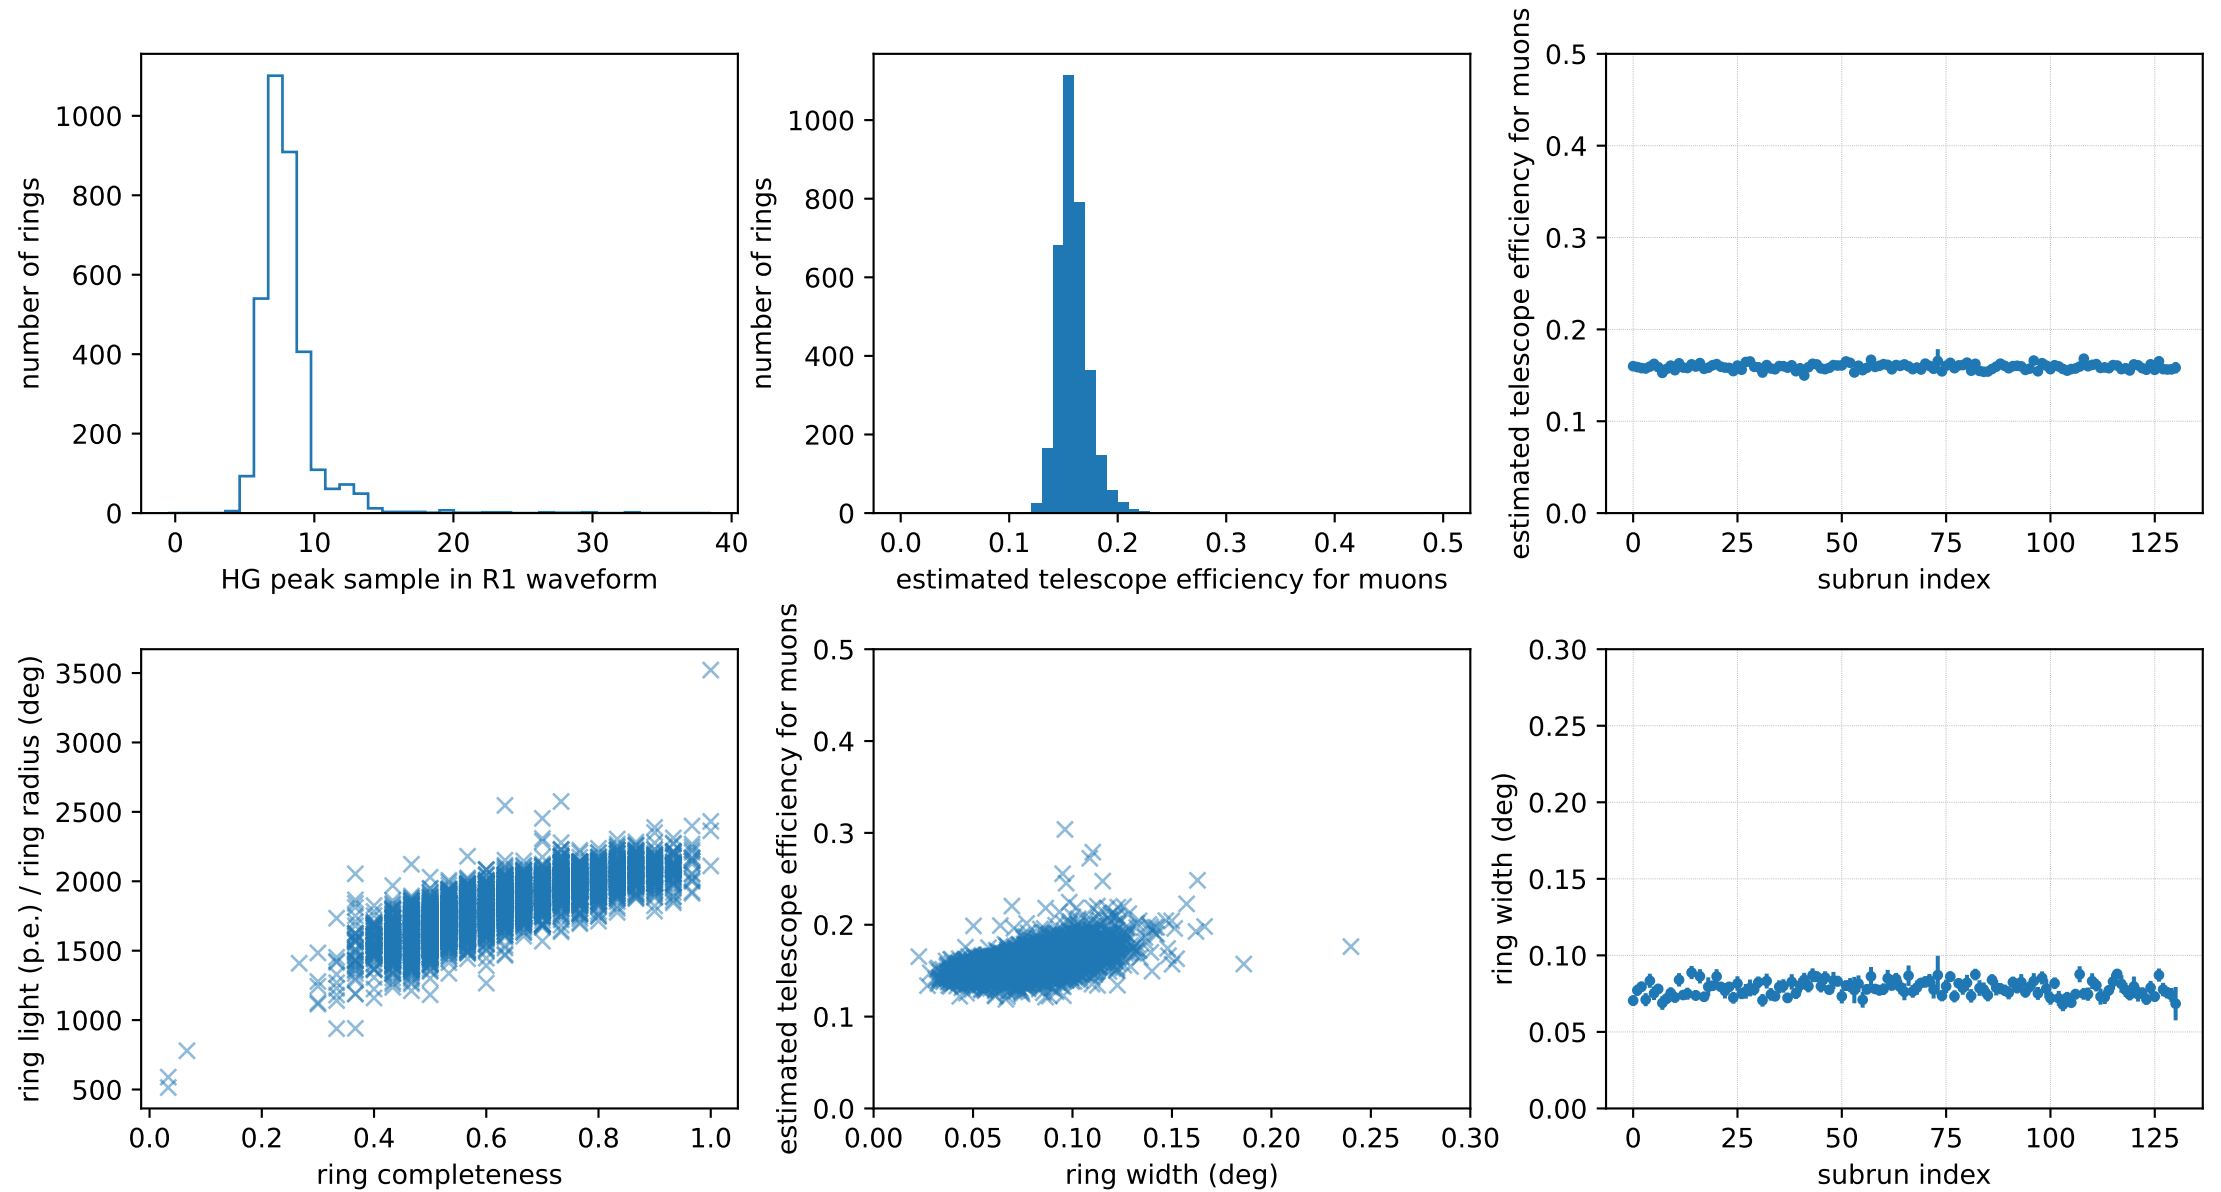 number of rings
1000
800
600
400
200
0
0 10 20 30 40
HG peak sample in R1 waveform
number of rings
1000
800
600
400
200
0
0.0 0.1 0.2 0.3 0.4 0.5
estimated telescope efficiency for muons
estimated telescope efficiency for muons
0.5
0.4
0.3
0.2
0.1
0.0
0 25 50 75 100 125
subrun index
ring light (p.e.) / ring radius (deg)
3500
3000
2500
2000
1500
1000
500
0.0 0.2 0.4 0.6 0.8 1.0
ring completeness
estimated telescope efficiency for muons
0.5
0.4
0.3
0.2
0.1
0.0
0.00 0.05 0.10 0.15 0.20 0.25 0.30
ring width (deg)
ring width (deg)
0.30
0.25
0.20
0.15
0.10
0.05
0.00
0 25 50 75 100 125
subrun index